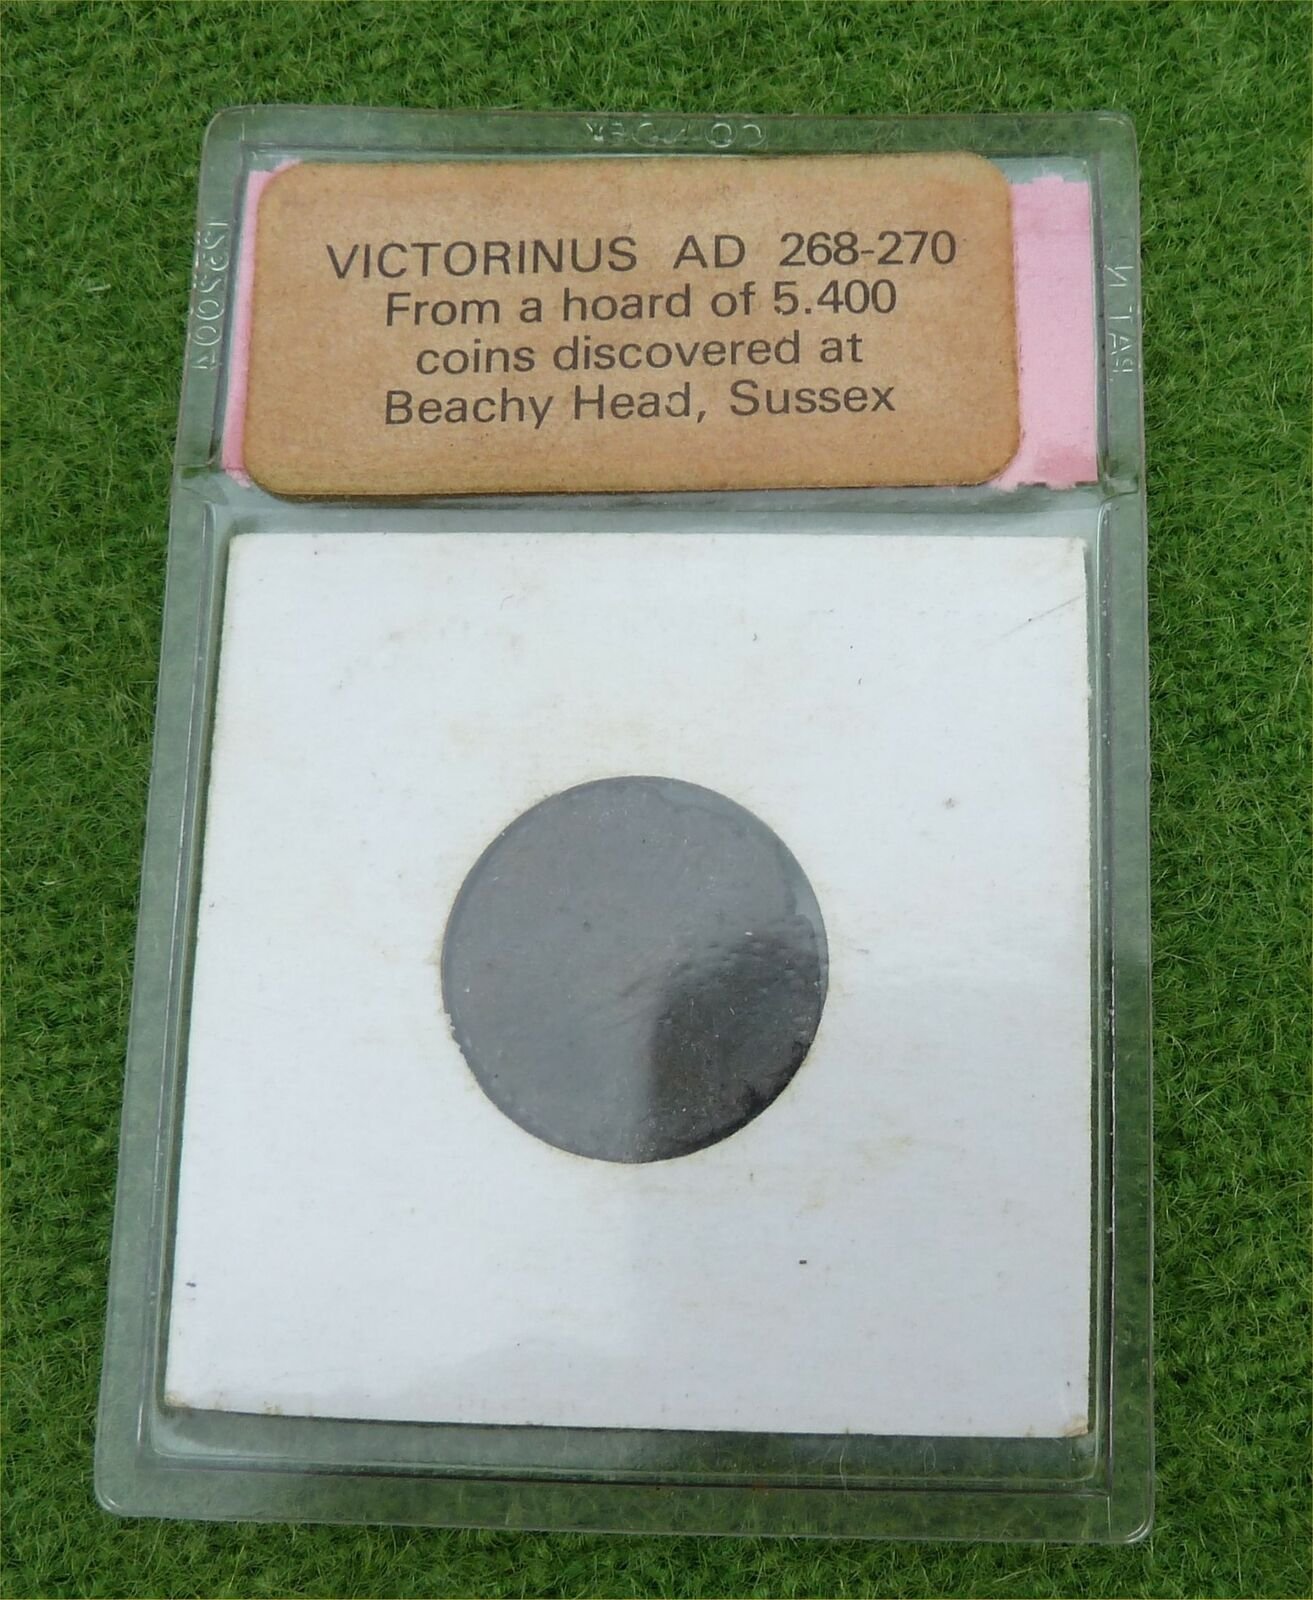 VICTORINUS AD 268-270
From a hoard of 5.400
coins discovered at
Beachy Head, Sussex